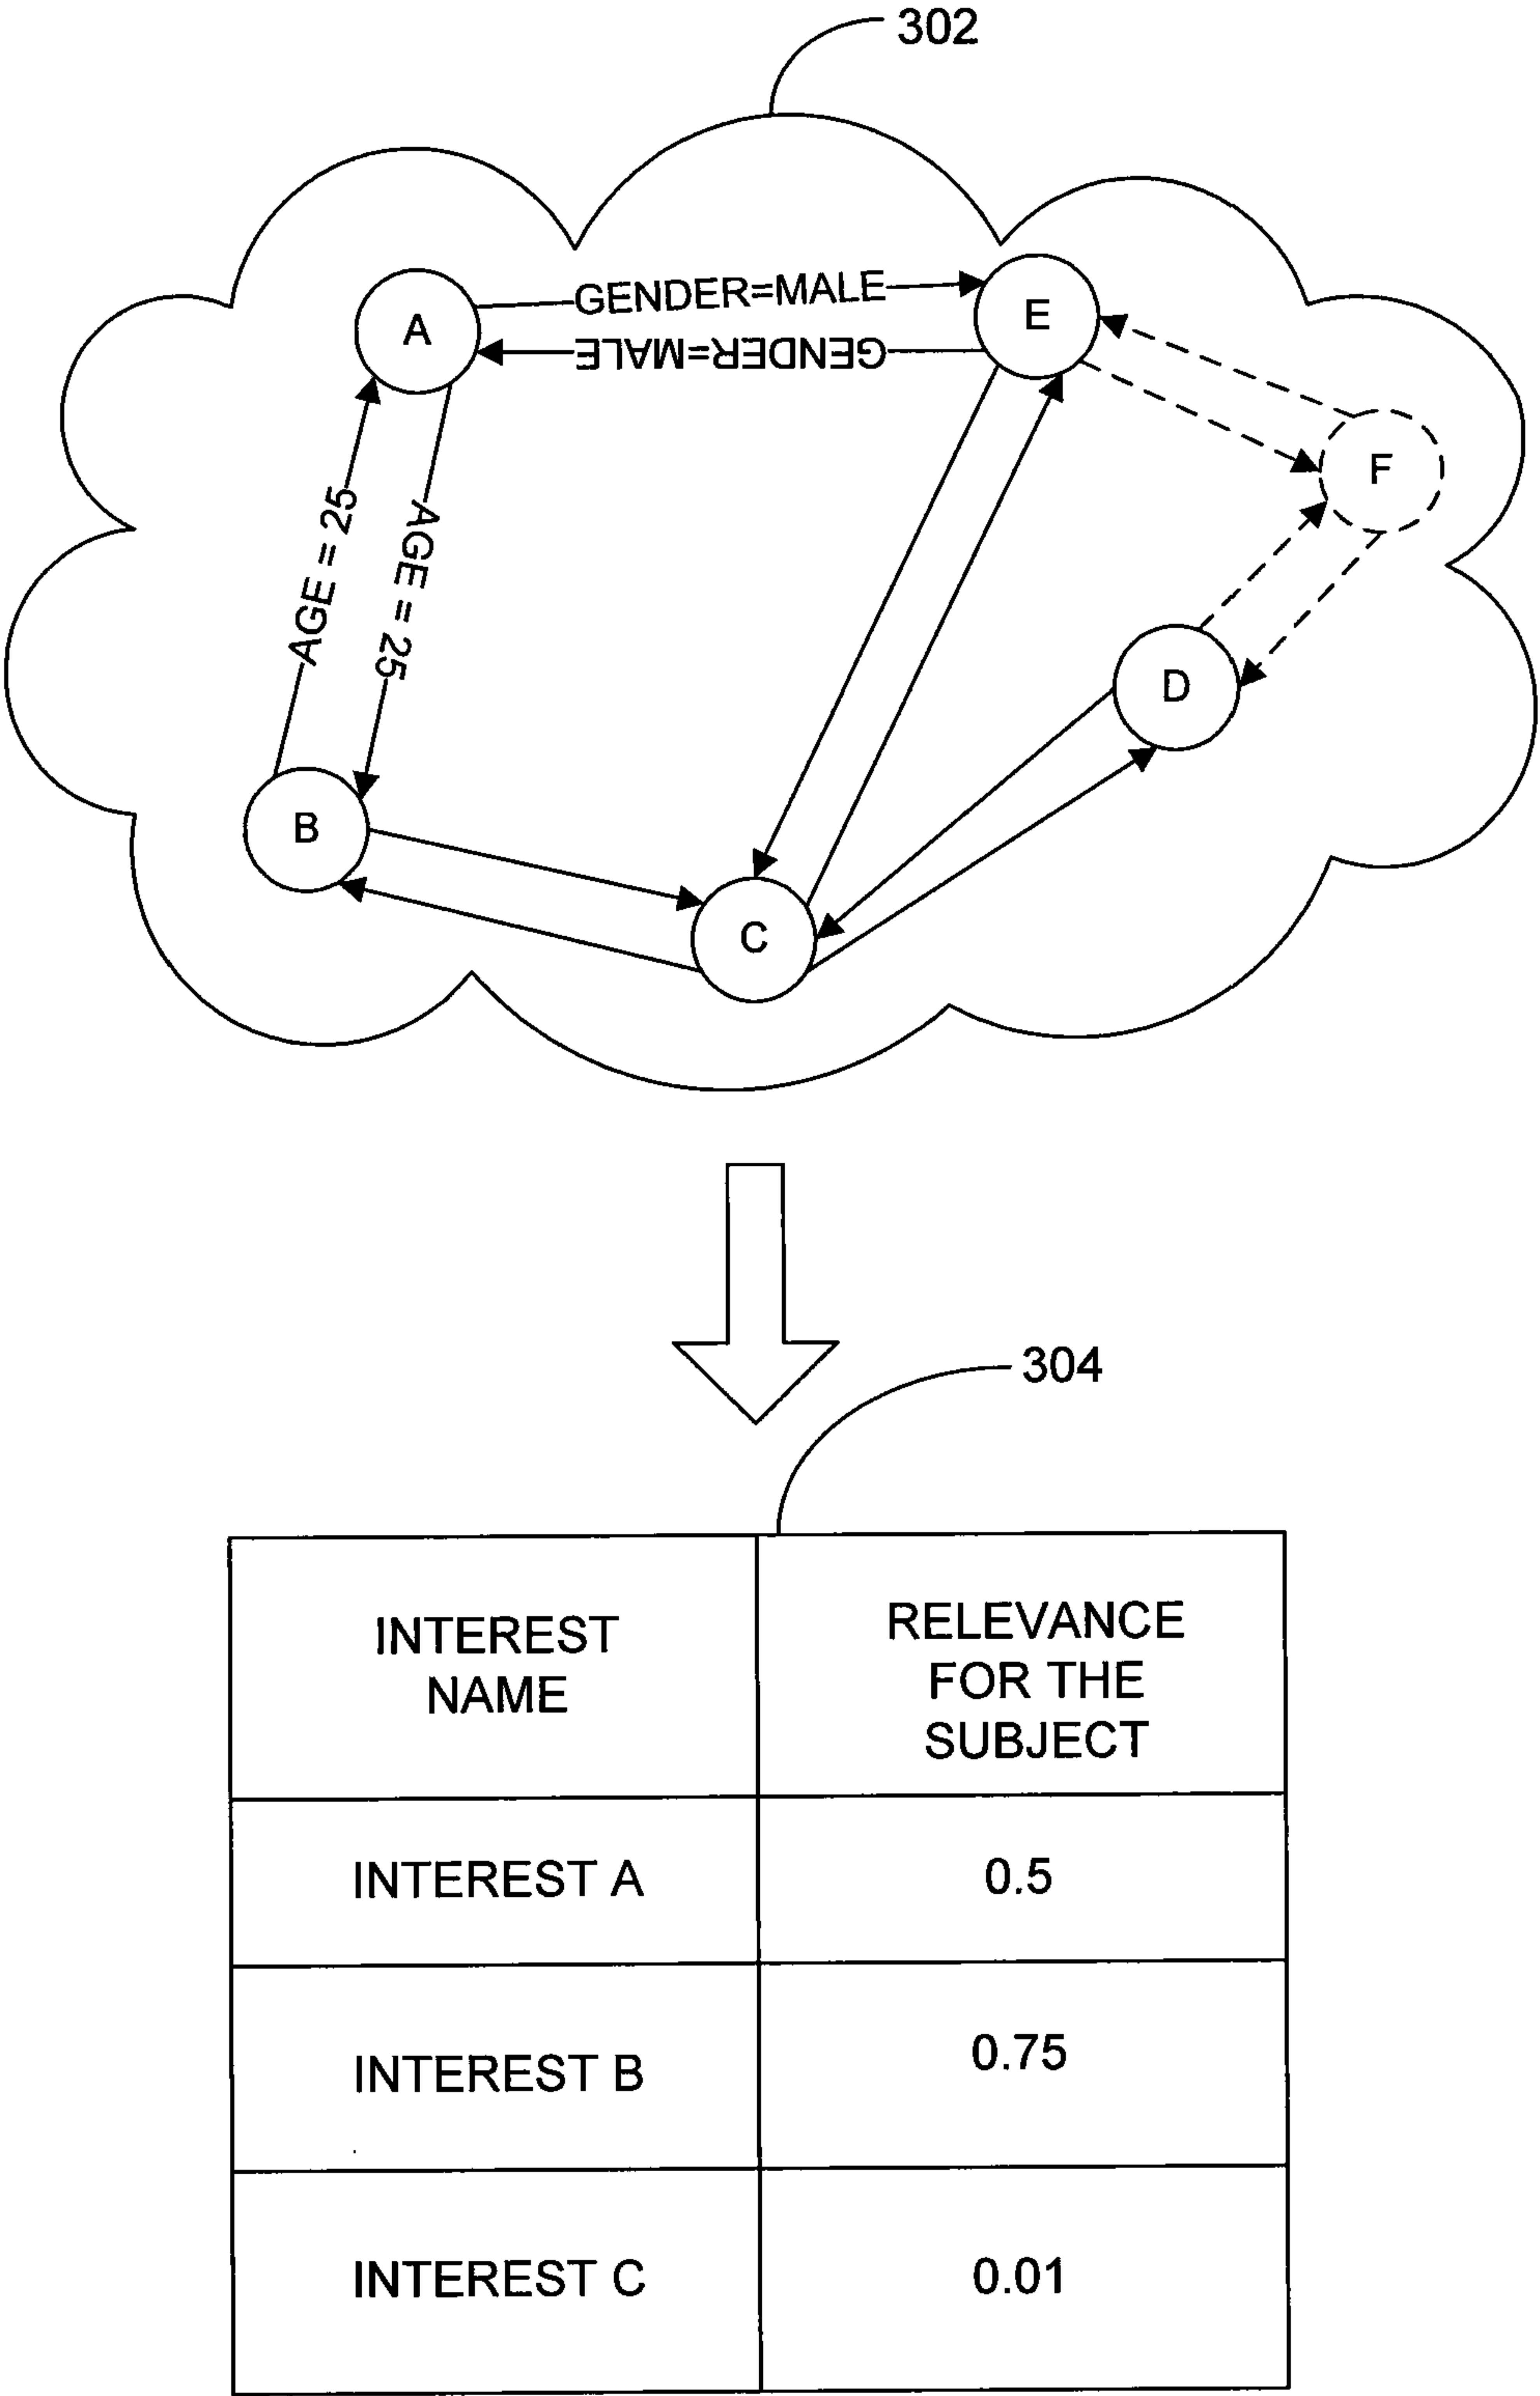 302
GENDER=MALE
GENDER=MALE
A
E
F
AGE = 25
AGE = 25
D
B
C
304
INTEREST
NAME
RELEVANCE
FOR THE
SUBJECT
INTEREST A
0.5
INTEREST B
0.75
INTEREST C
0.01